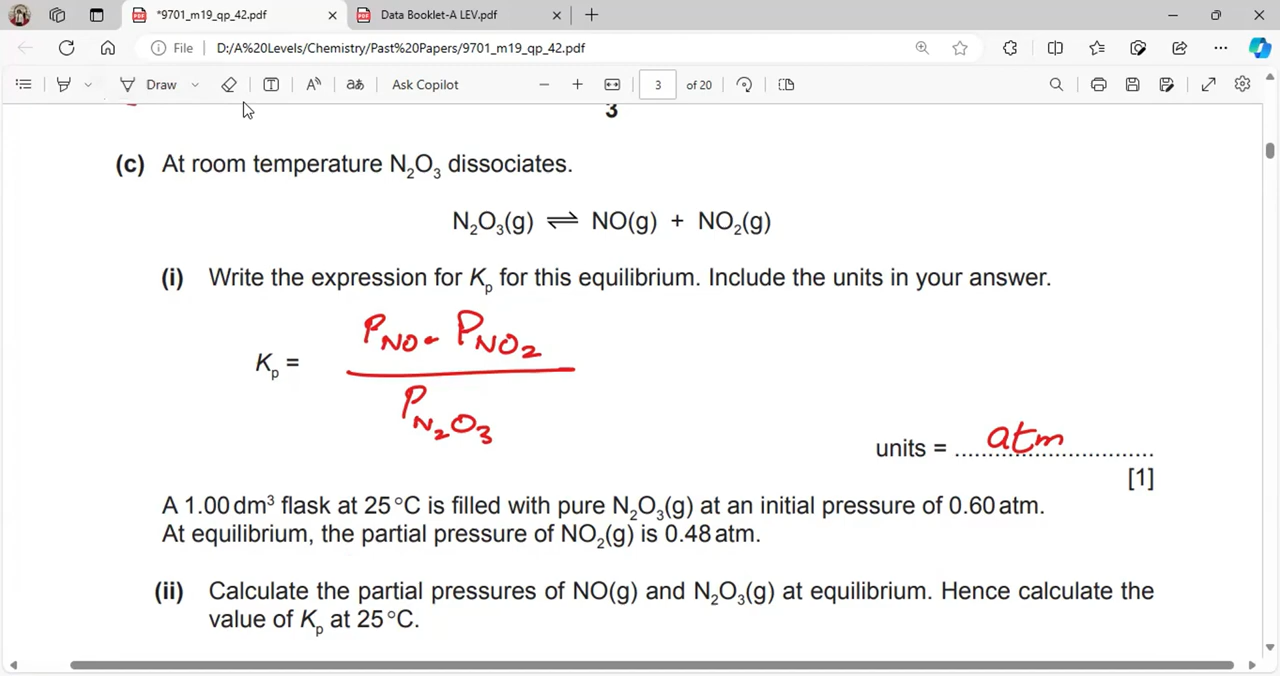 *9701_m19_qp_42.pdf
Data Booklet-A LEV.pdf
File D:/A%20Levels/Chemistry/Past%20Papers/9701_m19_qp_42.pdf
Draw
aあ
Ask Copilot
3 of 20
3
(c) At room temperature N₂O₃ dissociates.
N₂O₃(g) ⇌ NO(g) + NO₂(g)
(i) Write the expression for Kₚ for this equilibrium. Include the units in your answer.
P_NO . P_NO₂
Kₚ =
P_N₂O₃
units = atm
[1]
A 1.00 dm³ flask at 25 °C is filled with pure N₂O₃(g) at an initial pressure of 0.60 atm.
At equilibrium, the partial pressure of NO₂(g) is 0.48 atm.
(ii) Calculate the partial pressures of NO(g) and N₂O₃(g) at equilibrium. Hence calculate the
value of Kₚ at 25 °C.